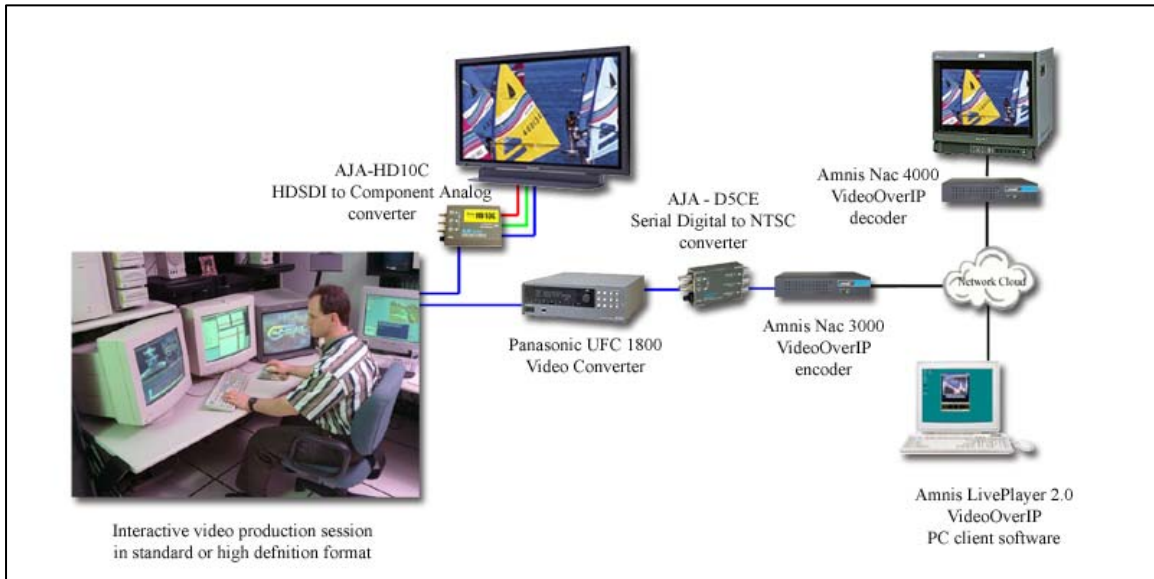 AJA-HD10C
HDSDI to Component Analog
converter
AJA - D5CE
Serial Digital to NTSC
converter
Amnis Nac 4000
VideoOverIP
decoder
Network Cloud
Panasonic UFC 1800
Video Converter
Amnis Nac 3000
VideoOverIP
encoder
Interactive video production session
in standard or high defnition format
Amnis LivePlayer 2.0
VideoOverIP
PC client software